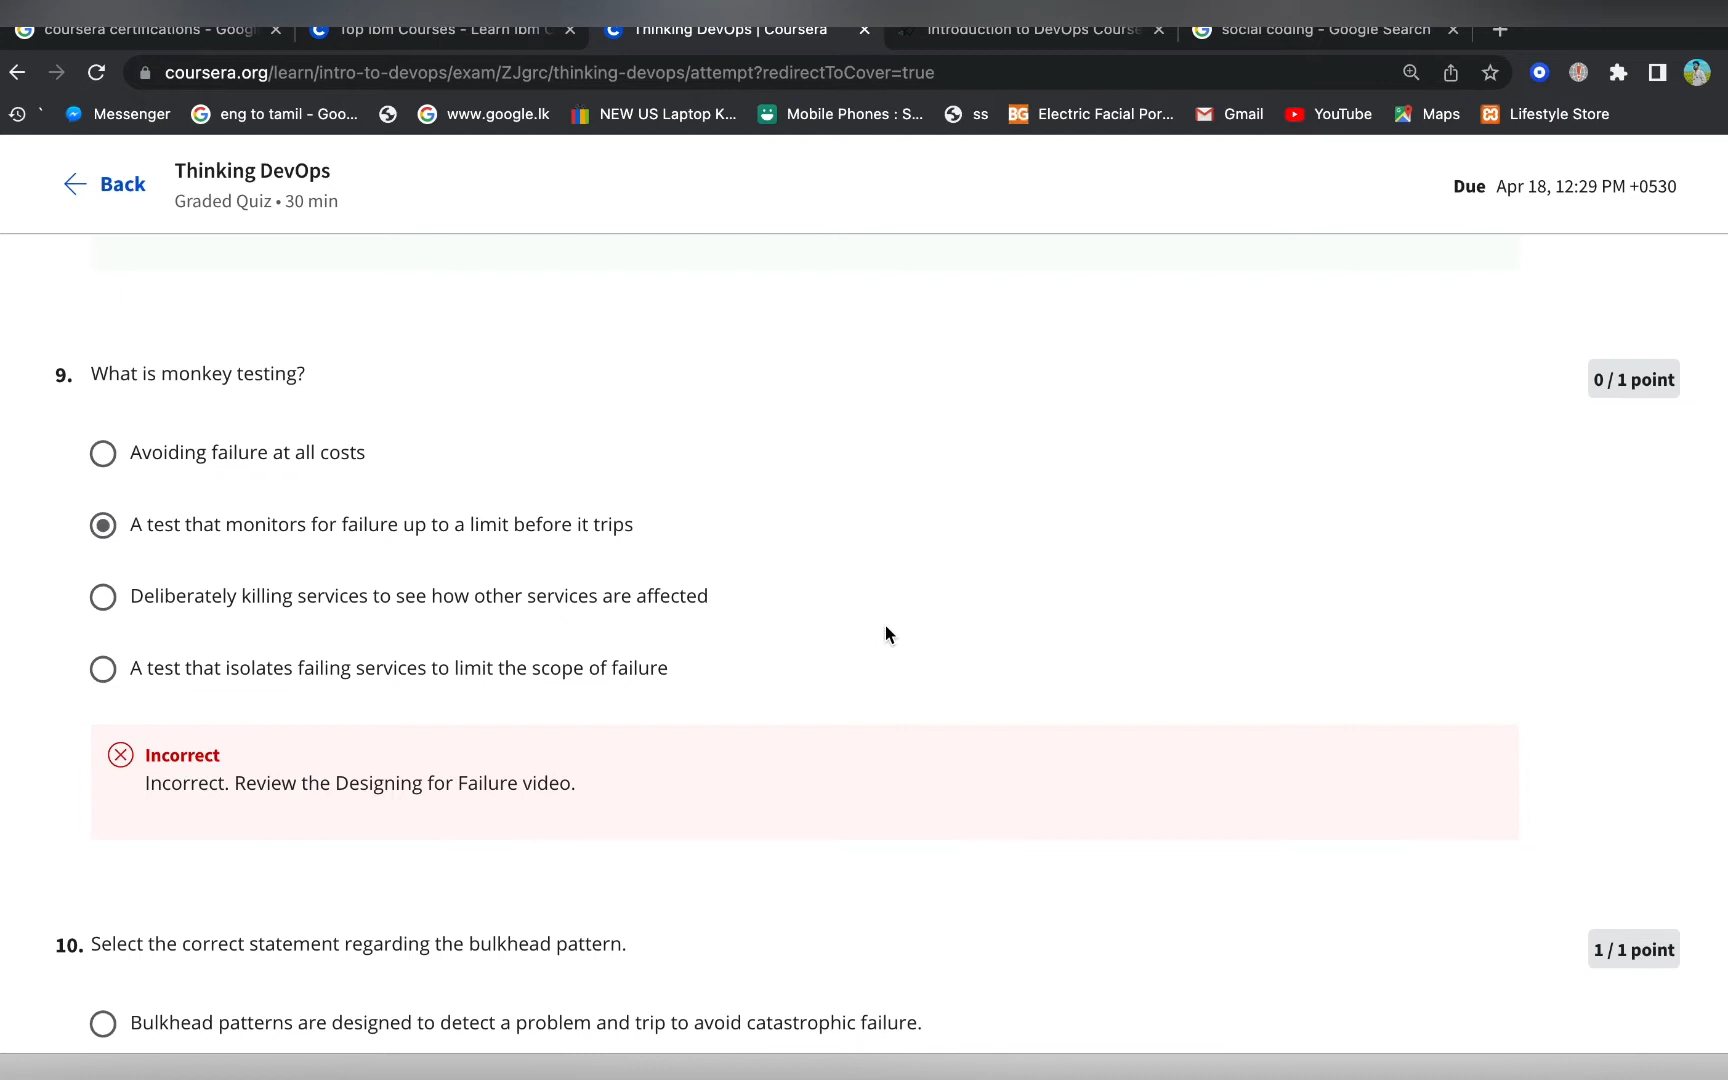 coursera certifications - Googl
Top Ibm Courses - Learn Ibm C
Thinking DevOps | Coursera
Introduction to DevOps Course
social coding - Google Search
coursera.org/learn/intro-to-devops/exam/ZJgrc/thinking-devops/attempt?redirectToCover=true
Messenger
eng to tamil - Goo...
www.google.lk
NEW US Laptop K...
Mobile Phones : S...
ss
BG
Electric Facial Por...
Gmail
YouTube
Maps
Lifestyle Store
Back
Thinking DevOps
Graded Quiz • 30 min
Due Apr 18, 12:29 PM +0530
9. What is monkey testing?
0 / 1 point
Avoiding failure at all costs
A test that monitors for failure up to a limit before it trips
Deliberately killing services to see how other services are affected
A test that isolates failing services to limit the scope of failure
Incorrect
Incorrect. Review the Designing for Failure video.
10. Select the correct statement regarding the bulkhead pattern.
1 / 1 point
Bulkhead patterns are designed to detect a problem and trip to avoid catastrophic failure.